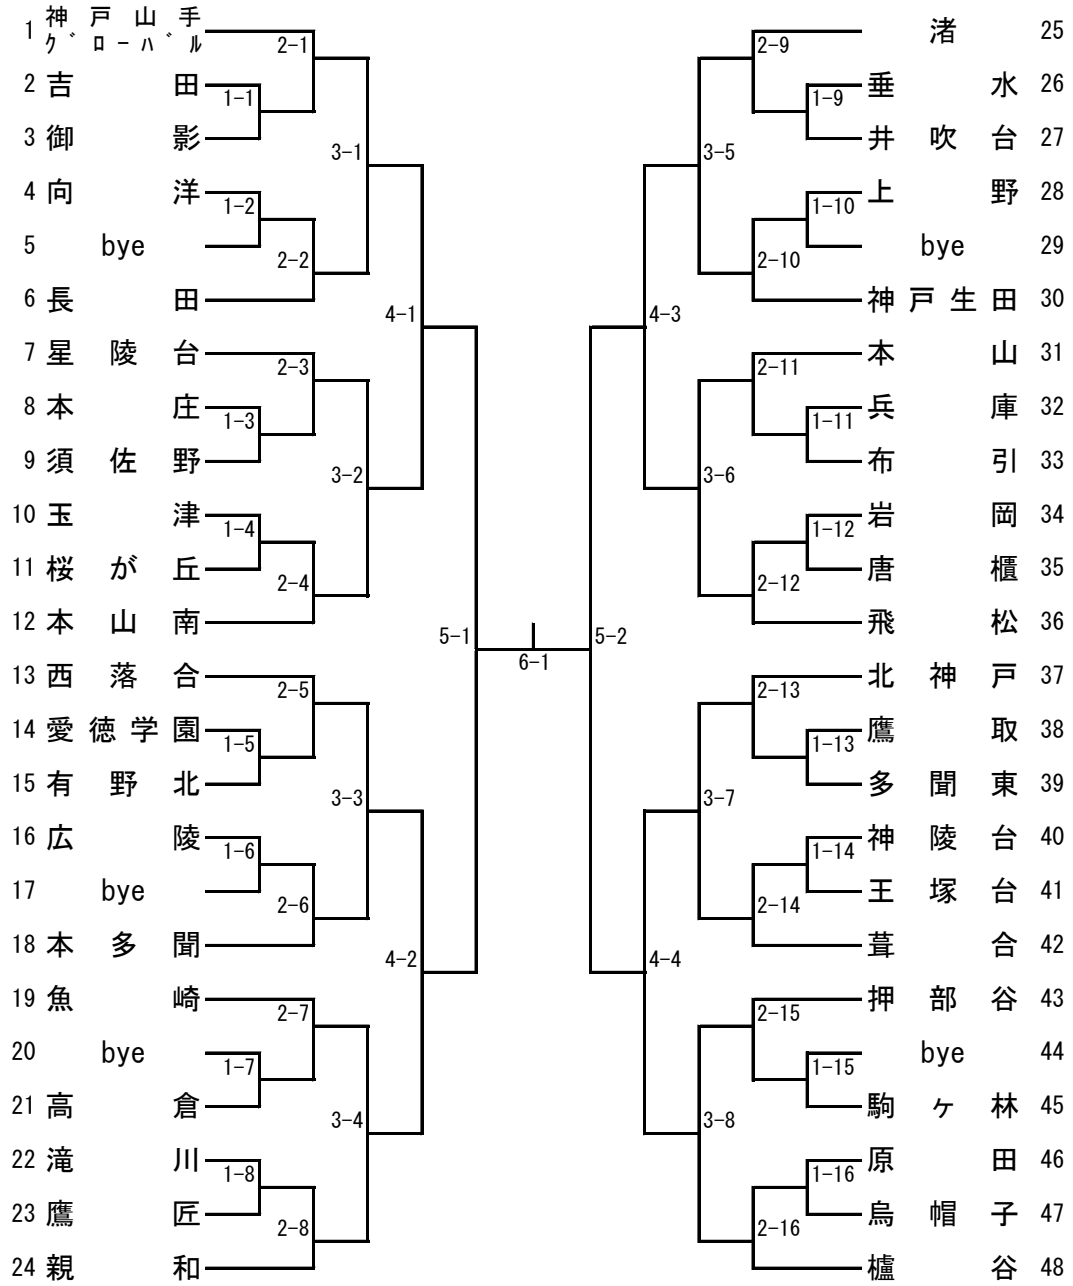 1 神戸山手グローバル
2-1
2 吉田
1-1
3 御影
3-1
4 向洋
1-2
5 bye
2-2
6 長田
4-1
7 星陵台
2-3
8 本庄
1-3
9 須佐野
3-2
10 玉津
1-4
11 桜が丘
2-4
12 本山南
5-1
13 西落合
2-5
14 愛徳学園
1-5
15 有野北
3-3
16 広陵
1-6
17 bye
2-6
18 本多聞
4-2
19 魚崎
2-7
20 bye
1-7
21 高倉
3-4
22 滝川
1-8
23 鷹匠
2-8
24 親和
6-1
渚 25
2-9
垂水 26
1-9
井吹台 27
3-5
上野 28
1-10
bye 29
2-10
神戸生田 30
4-3
本山 31
2-11
兵庫 32
1-11
布引 33
3-6
岩岡 34
1-12
唐櫃 35
2-12
飛松 36
5-2
北神戸 37
2-13
鷹取 38
1-13
多聞東 39
3-7
神陵台 40
1-14
王塚台 41
2-14
葺合 42
4-4
押部谷 43
2-15
bye 44
1-15
駒ヶ林 45
3-8
原田 46
1-16
烏帽子 47
2-16
櫨谷 48